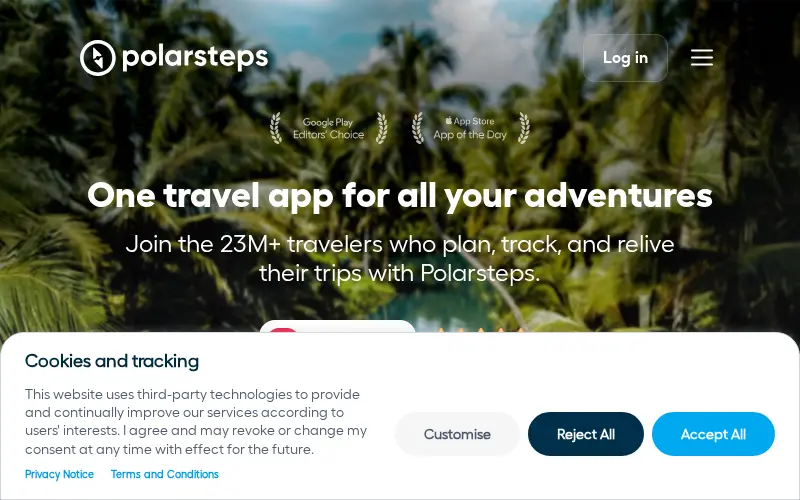 polarsteps
Log in
Google Play
Editors' Choice
App Store
App of the Day
One travel app for all your adventures
Join the 23M+ travelers who plan, track, and relive
their trips with Polarsteps.
Cookies and tracking
This website uses third-party technologies to provide
and continually improve our services according to
users' interests. I agree and may revoke or change my
consent at any time with effect for the future.
Privacy Notice
Terms and Conditions
Customise
Reject All
Accept All